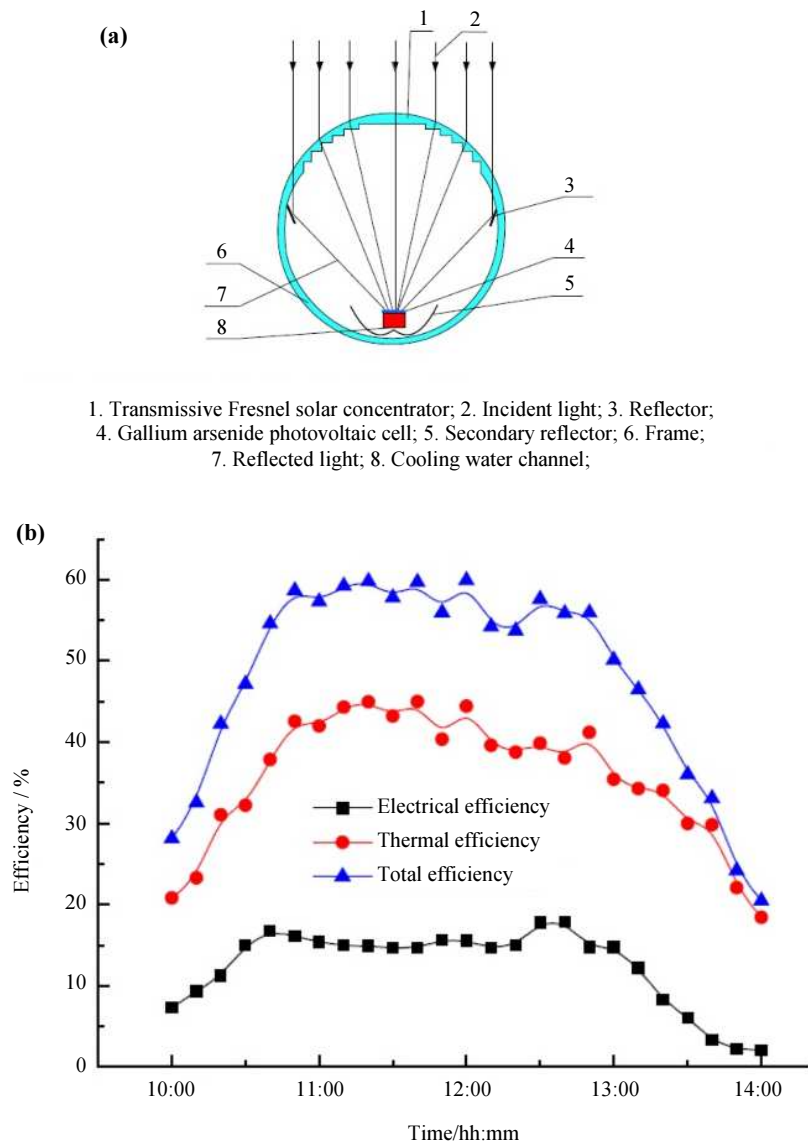 (a)
1
2
3
4
5
6
7
8
1. Transmissive Fresnel solar concentrator; 2. Incident light; 3. Reflector;
4. Gallium arsenide photovoltaic cell; 5. Secondary reflector; 6. Frame;
7. Reflected light; 8. Cooling water channel;
(b)
60
50
40
30
20
10
0
Efficiency / %
Electrical efficiency
Thermal efficiency
Total efficiency
10:00 11:00 12:00 13:00 14:00
Time/hh:mm